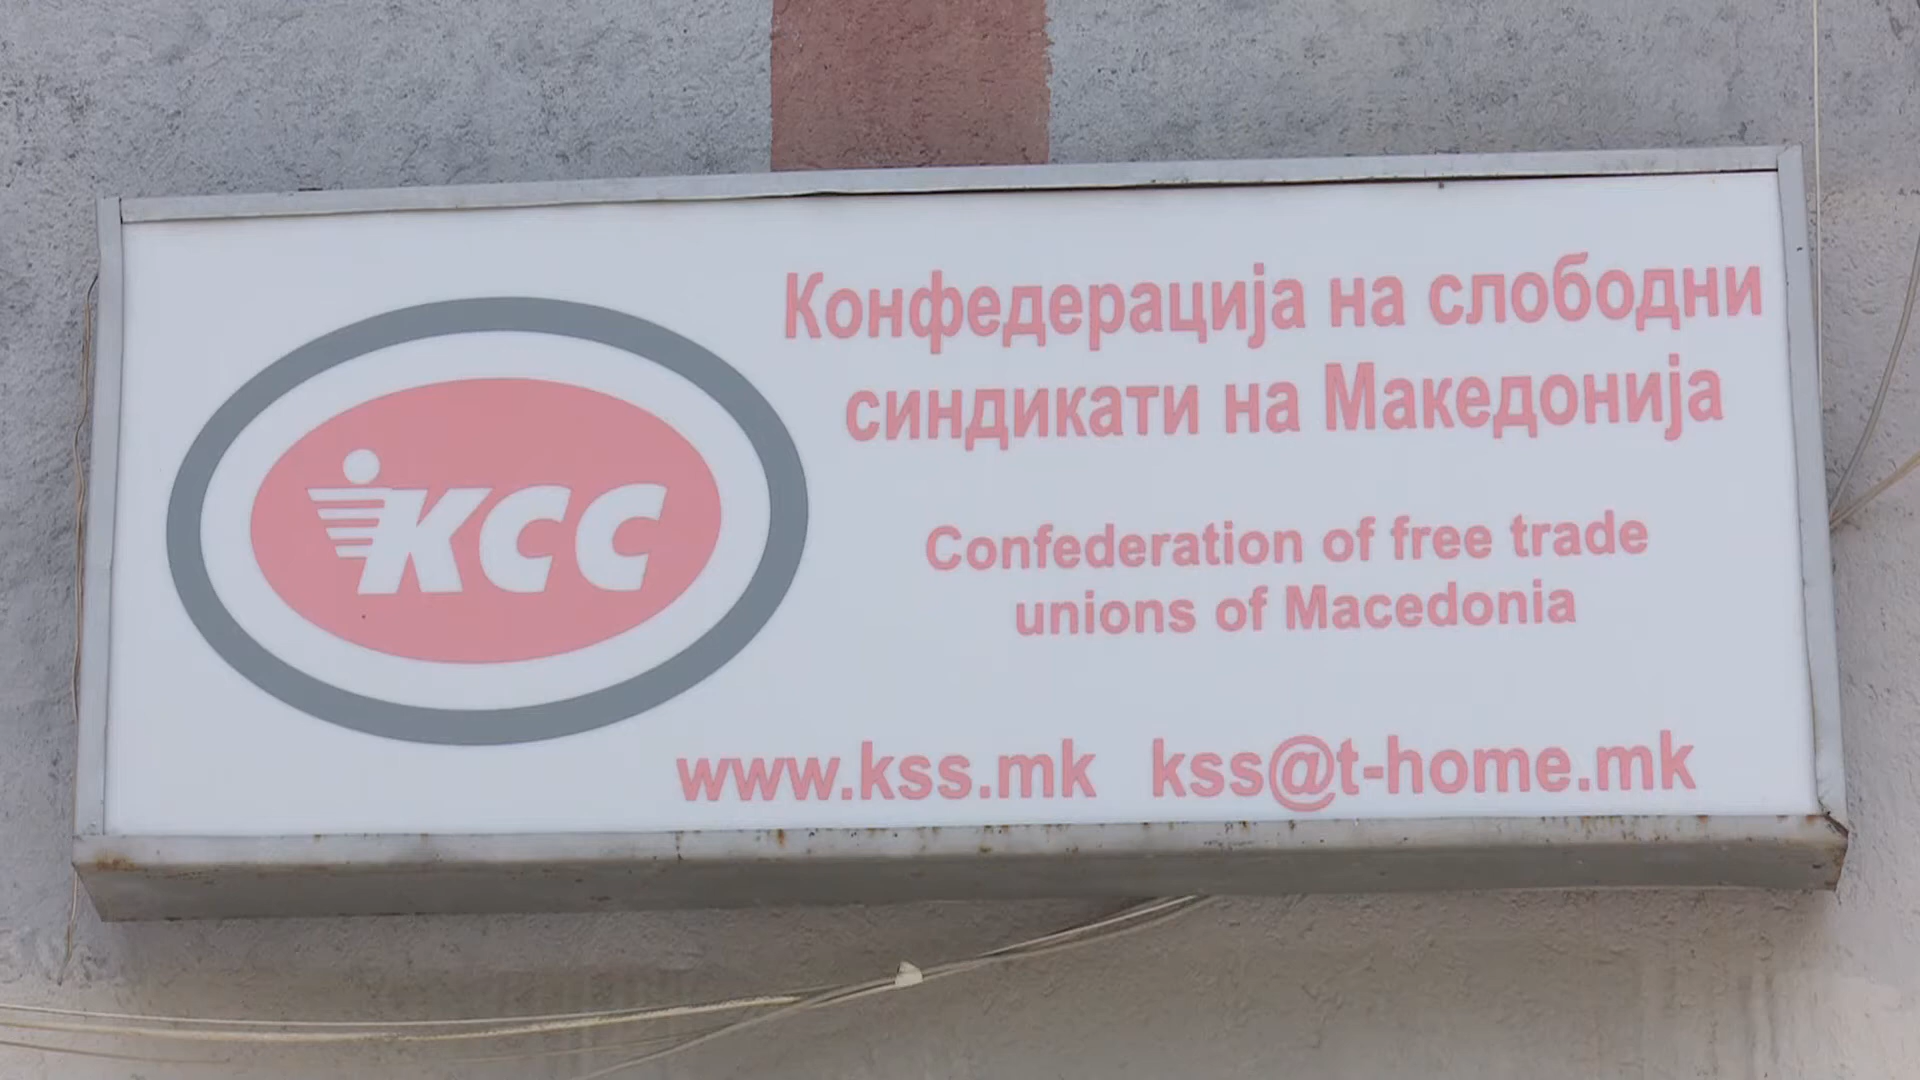 КСС
Конфедерација на слободни
синдикати на Македонија
Confederation of free trade
unions of Macedonia
www.kss.mk kss@t-home.mk